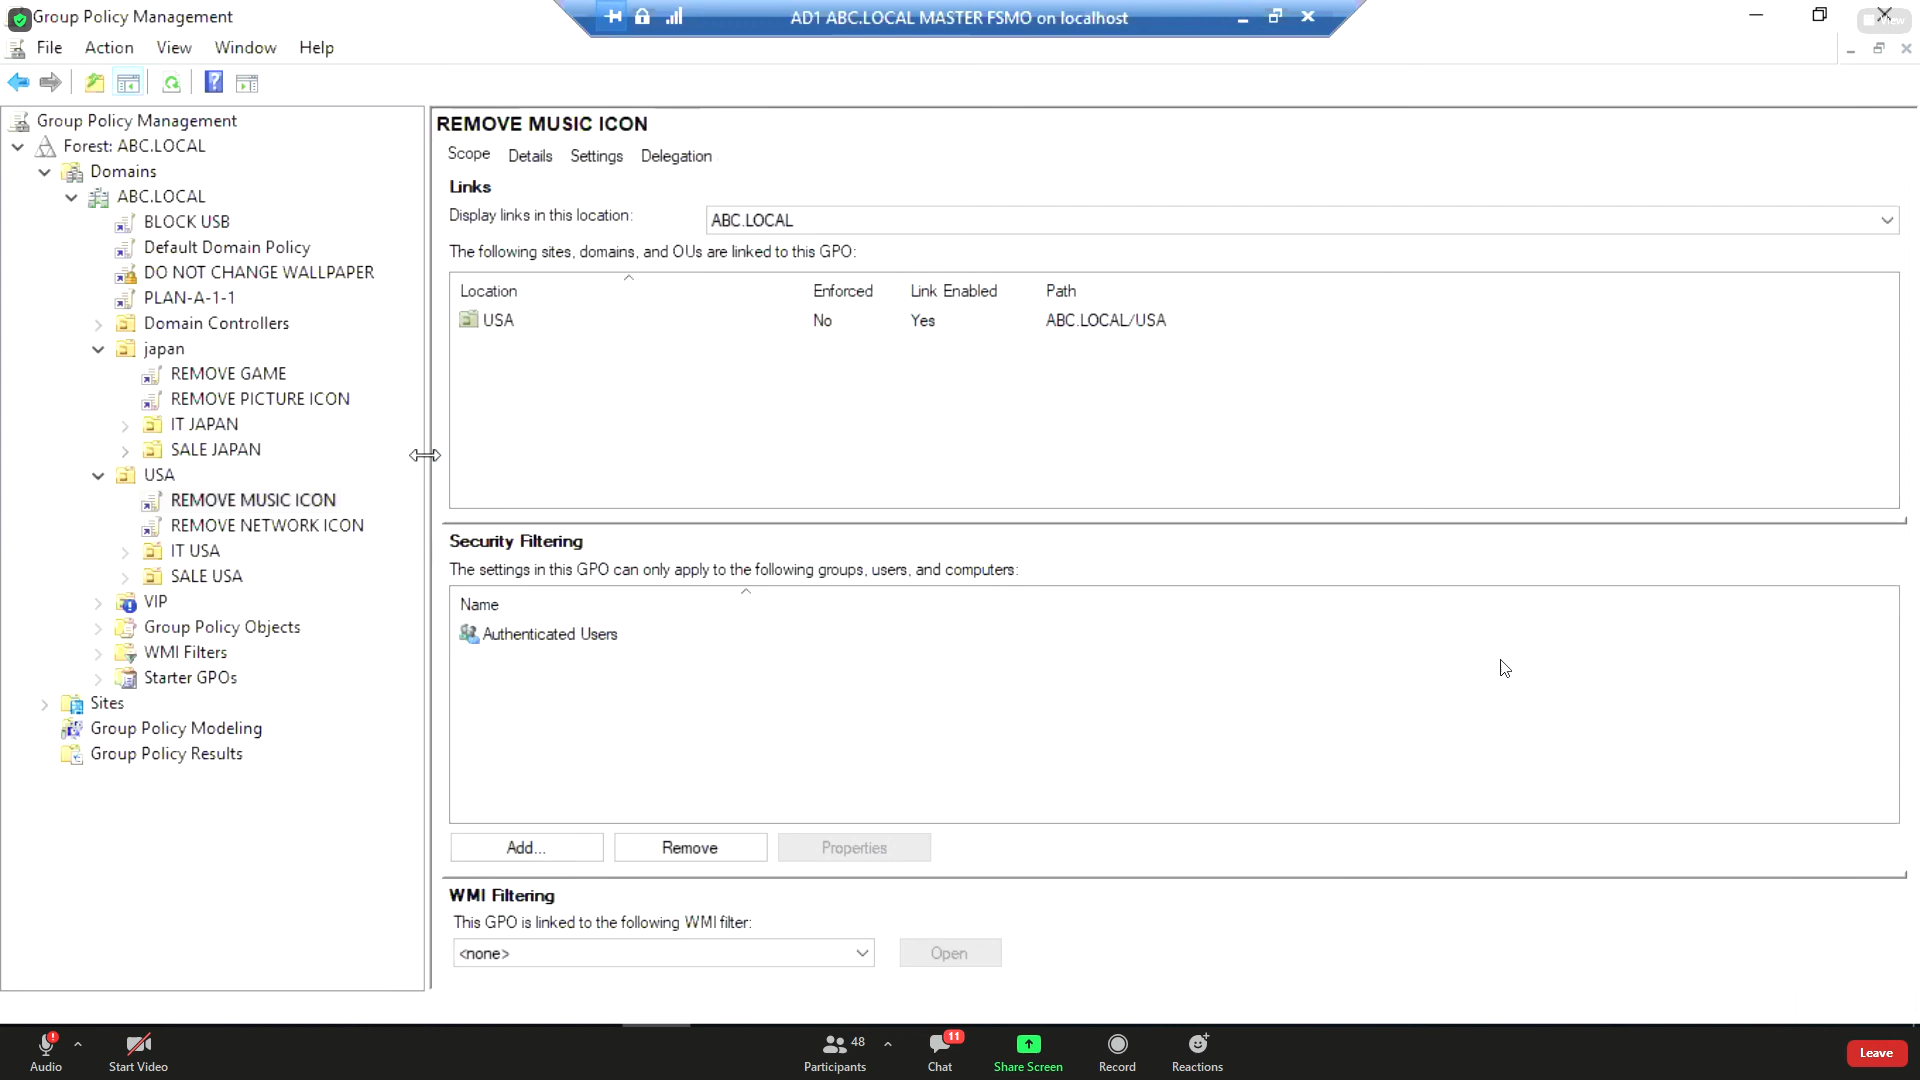 Group Policy Management
AD1 ABC.LOCAL MASTER FSMO on localhost
View
File Action View Window Help
Group Policy Management
Forest: ABC.LOCAL
Domains
ABC.LOCAL
BLOCK USB
Default Domain Policy
DO NOT CHANGE WALLPAPER
PLAN-A-1-1
Domain Controllers
japan
REMOVE GAME
REMOVE PICTURE ICON
IT JAPAN
SALE JAPAN
USA
REMOVE MUSIC ICON
REMOVE NETWORK ICON
IT USA
SALE USA
VIP
Group Policy Objects
WMI Filters
Starter GPOs
Sites
Group Policy Modeling
Group Policy Results
REMOVE MUSIC ICON
Scope Details Settings Delegation
Links
Display links in this location: ABC.LOCAL
The following sites, domains, and OUs are linked to this GPO:
Location Enforced Link Enabled Path
USA No Yes ABC.LOCAL/USA
Security Filtering
The settings in this GPO can only apply to the following groups, users, and computers:
Name
Authenticated Users
Add... Remove Properties
WMI Filtering
This GPO is linked to the following WMI filter:
<none> Open
Audio Start Video Participants 48 Chat 11 Share Screen Record Reactions Leave